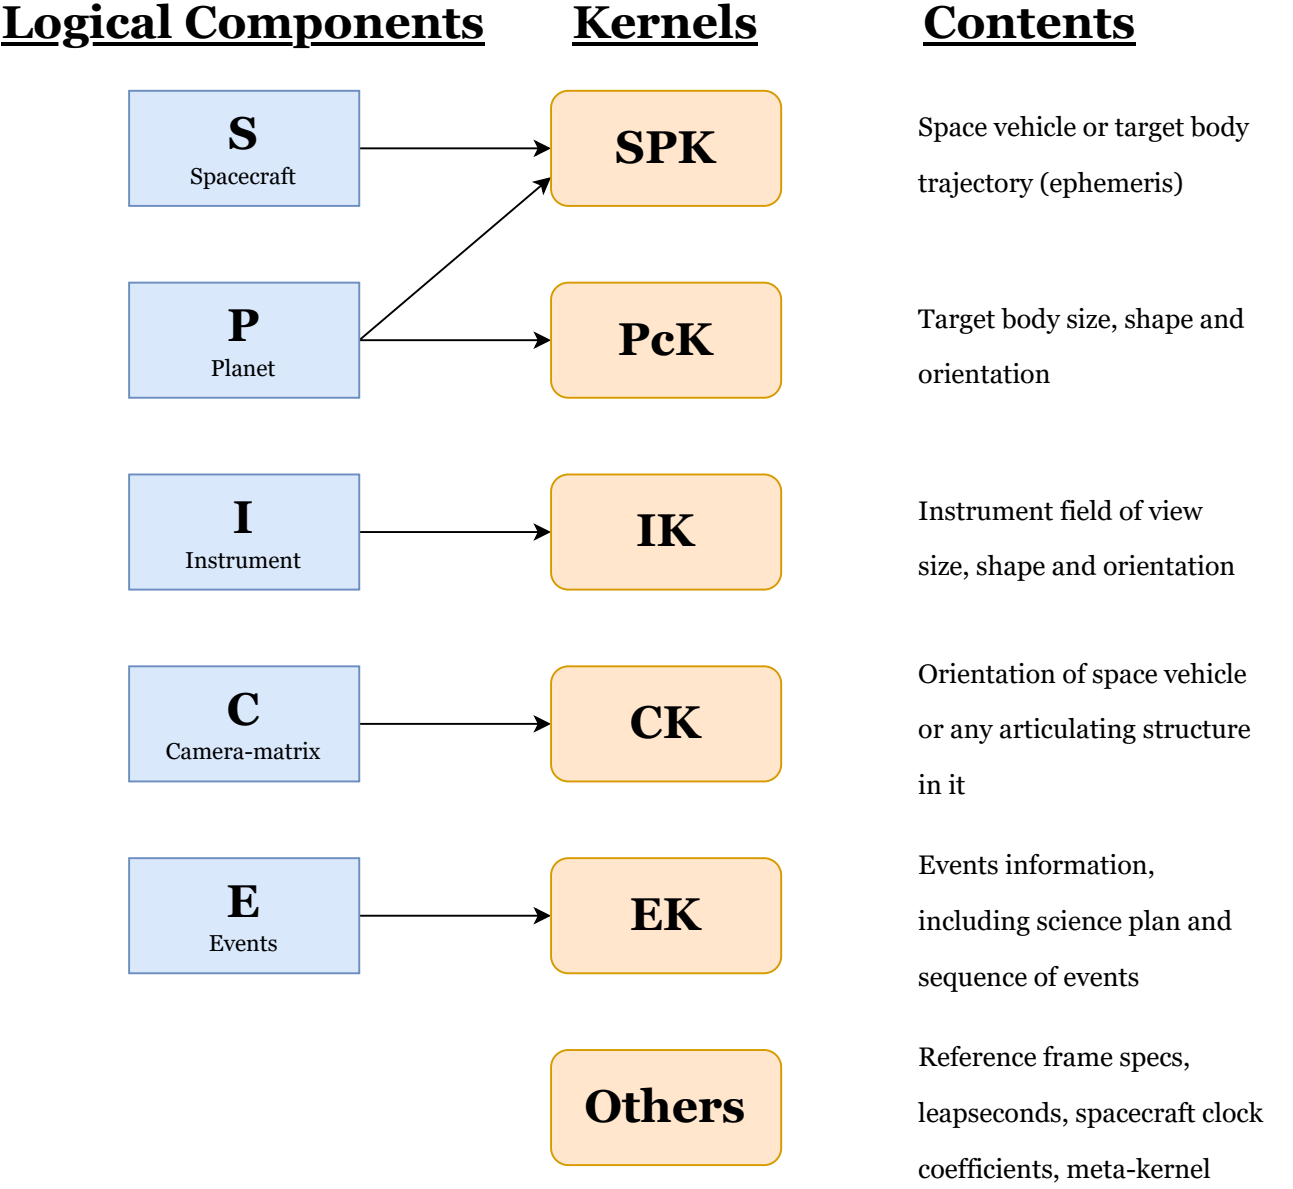 Logical Components
Kernels
Contents
S
Spacecraft
SPK
Space vehicle or target body
trajectory (ephemeris)
P
Planet
PcK
Target body size, shape and
orientation
I
Instrument
IK
Instrument field of view
size, shape and orientation
C
Camera-matrix
CK
Orientation of space vehicle
or any articulating structure
in it
E
Events
EK
Events information,
including science plan and
sequence of events
Others
Reference frame specs,
leapseconds, spacecraft clock
coefficients, meta-kernel